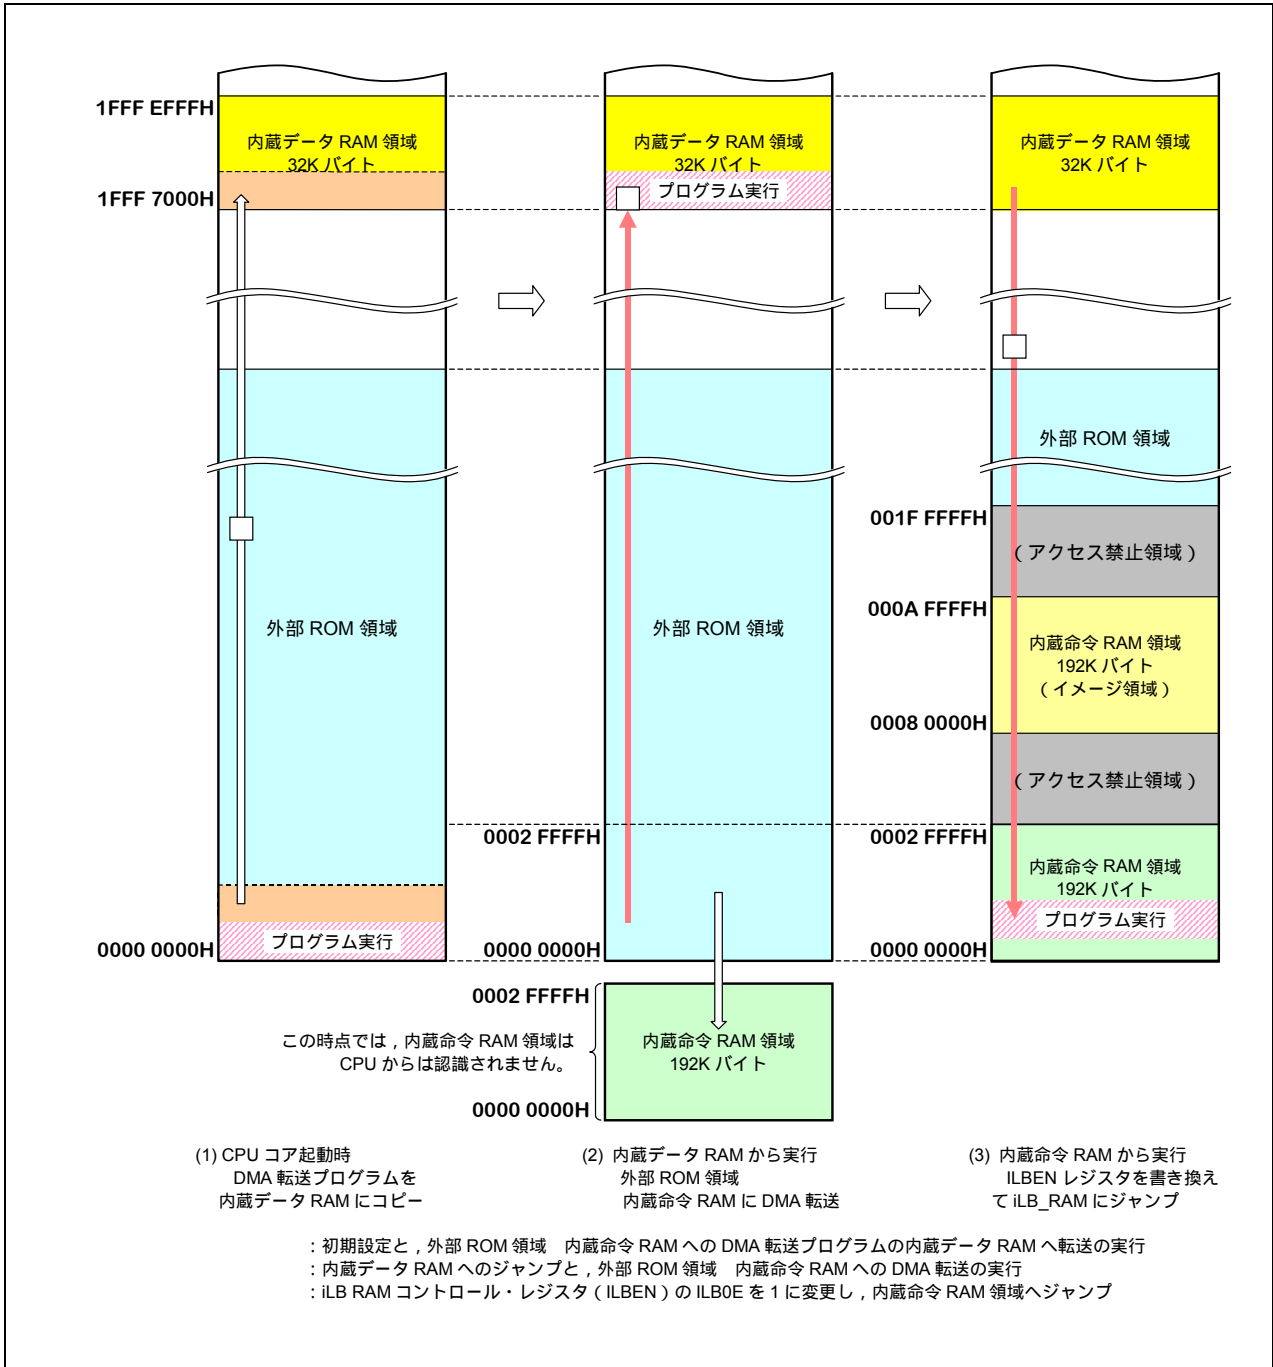 1FFF EFFFH
内蔵データ RAM 領域
32K バイト
1FFF 7000H
外部 ROM 領域
プログラム実行
0000 0000H
内蔵データ RAM 領域
32K バイト
プログラム実行
外部 ROM 領域
0002 FFFFH
0000 0000H
0002 FFFFH
この時点では，内蔵命令 RAM 領域は
CPU からは認識されません。
内蔵命令 RAM 領域
192K バイト
0000 0000H
内蔵データ RAM 領域
32K バイト
外部 ROM 領域
001F FFFFH
（アクセス禁止領域）
000A FFFFH
内蔵命令 RAM 領域
192K バイト
（イメージ領域）
0008 0000H
（アクセス禁止領域）
0002 FFFFH
内蔵命令 RAM 領域
192K バイト
プログラム実行
0000 0000H
(1) CPU コア起動時
DMA 転送プログラムを
内蔵データ RAM にコピー
(2) 内蔵データ RAM から実行
外部 ROM 領域
内蔵命令 RAM に DMA 転送
(3) 内蔵命令 RAM から実行
ILBEN レジスタを書き換え
て iLB_RAM にジャンプ
：初期設定と，外部 ROM 領域　内蔵命令 RAM への DMA 転送プログラムの内蔵データ RAM へ転送の実行
：内蔵データ RAM へのジャンプと，外部 ROM 領域　内蔵命令 RAM への DMA 転送の実行
：iLB RAM コントロール・レジスタ（ILBEN）の ILB0E を 1 に変更し，内蔵命令 RAM 領域へジャンプ